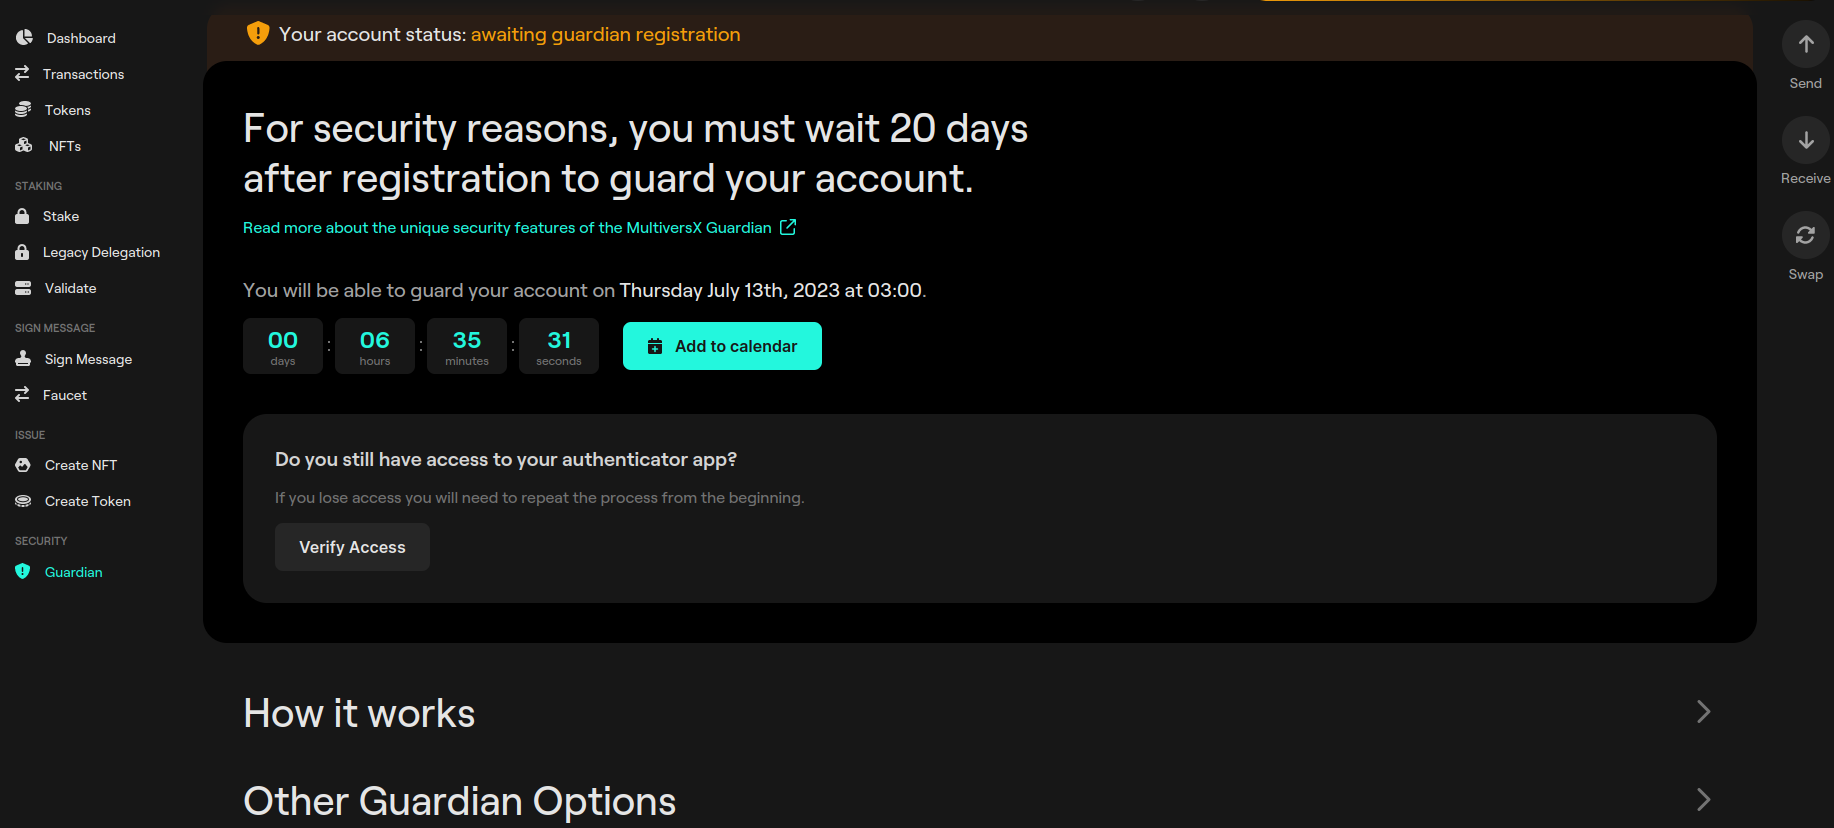 Dashboard
Transactions
Tokens
NFTs
STAKING
Stake
Legacy Delegation
Validate
SIGN MESSAGE
Sign Message
Faucet
ISSUE
Create NFT
Create Token
SECURITY
Guardian
Your account status: awaiting guardian registration
For security reasons, you must wait 20 days
after registration to guard your account.
Read more about the unique security features of the MultiversX Guardian
You will be able to guard your account on Thursday July 13th, 2023 at 03:00.
00 : 06 : 35 : 31
days hours minutes seconds
Add to calendar
Do you still have access to your authenticator app?
If you lose access you will need to repeat the process from the beginning.
Verify Access
How it works
Other Guardian Options
Send
Receive
Swap